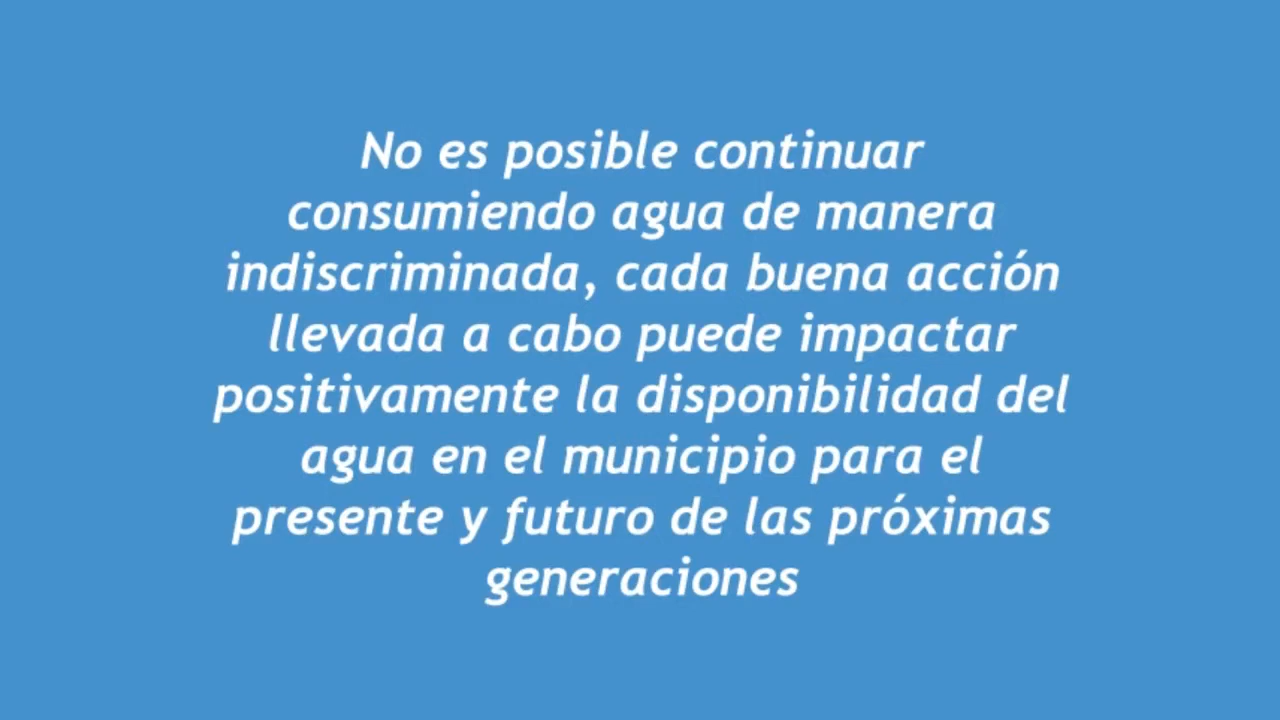 No es posible continuar
consumiendo agua de manera
indiscriminada, cada buena acción
llevada a cabo puede impactar
positivamente la disponibilidad del
agua en el municipio para el
presente y futuro de las próximas
generaciones